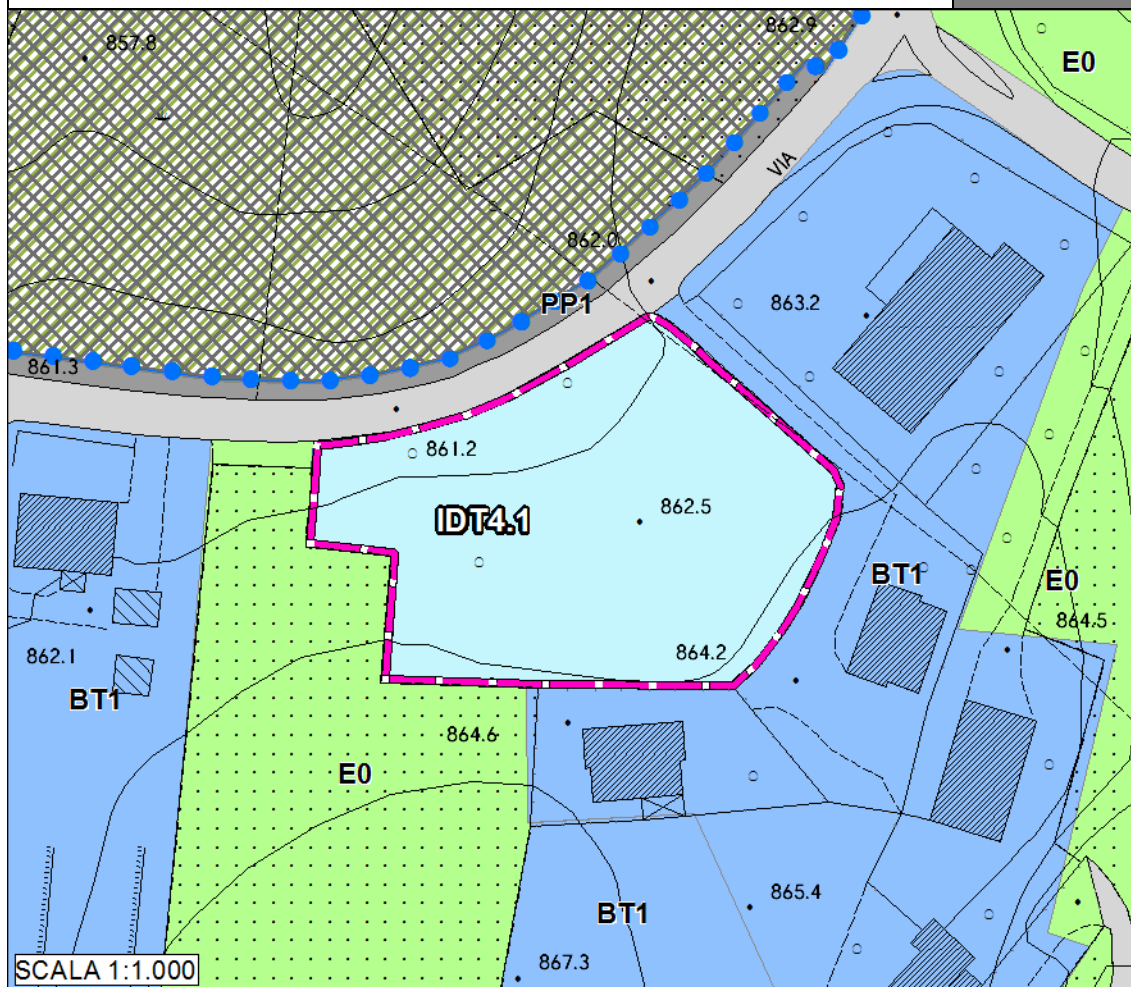 857.8
862.9
E0
VIA
862.0
PP1
863.2
861.3
861.2
862.5
IDT4.1
BT1
E0
864.5
862.1
864.2
BT1
864.6
E0
865.4
BT1
867.3
SCALA 1:1.000